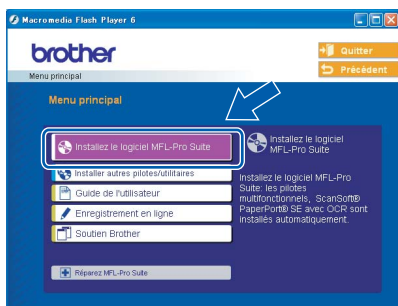 Macromedia Flash Player 6
brother
Quitter
Précédent
Menu principal
Menu principal
Installez le logiciel MFL-Pro Suite
Installer autres pilotes/utilitaires
Guide de l'utilisateur
Enregistrement en ligne
Soutien Brother
Réparez MFL-Pro Suite
Installez le logiciel
MFL-Pro Suite
Installez le logiciel MFL-Pro
Suite: les pilotes
multifonctionnels, ScanSoft®
PaperPort® SE avec OCR sont
installés automatiquement.